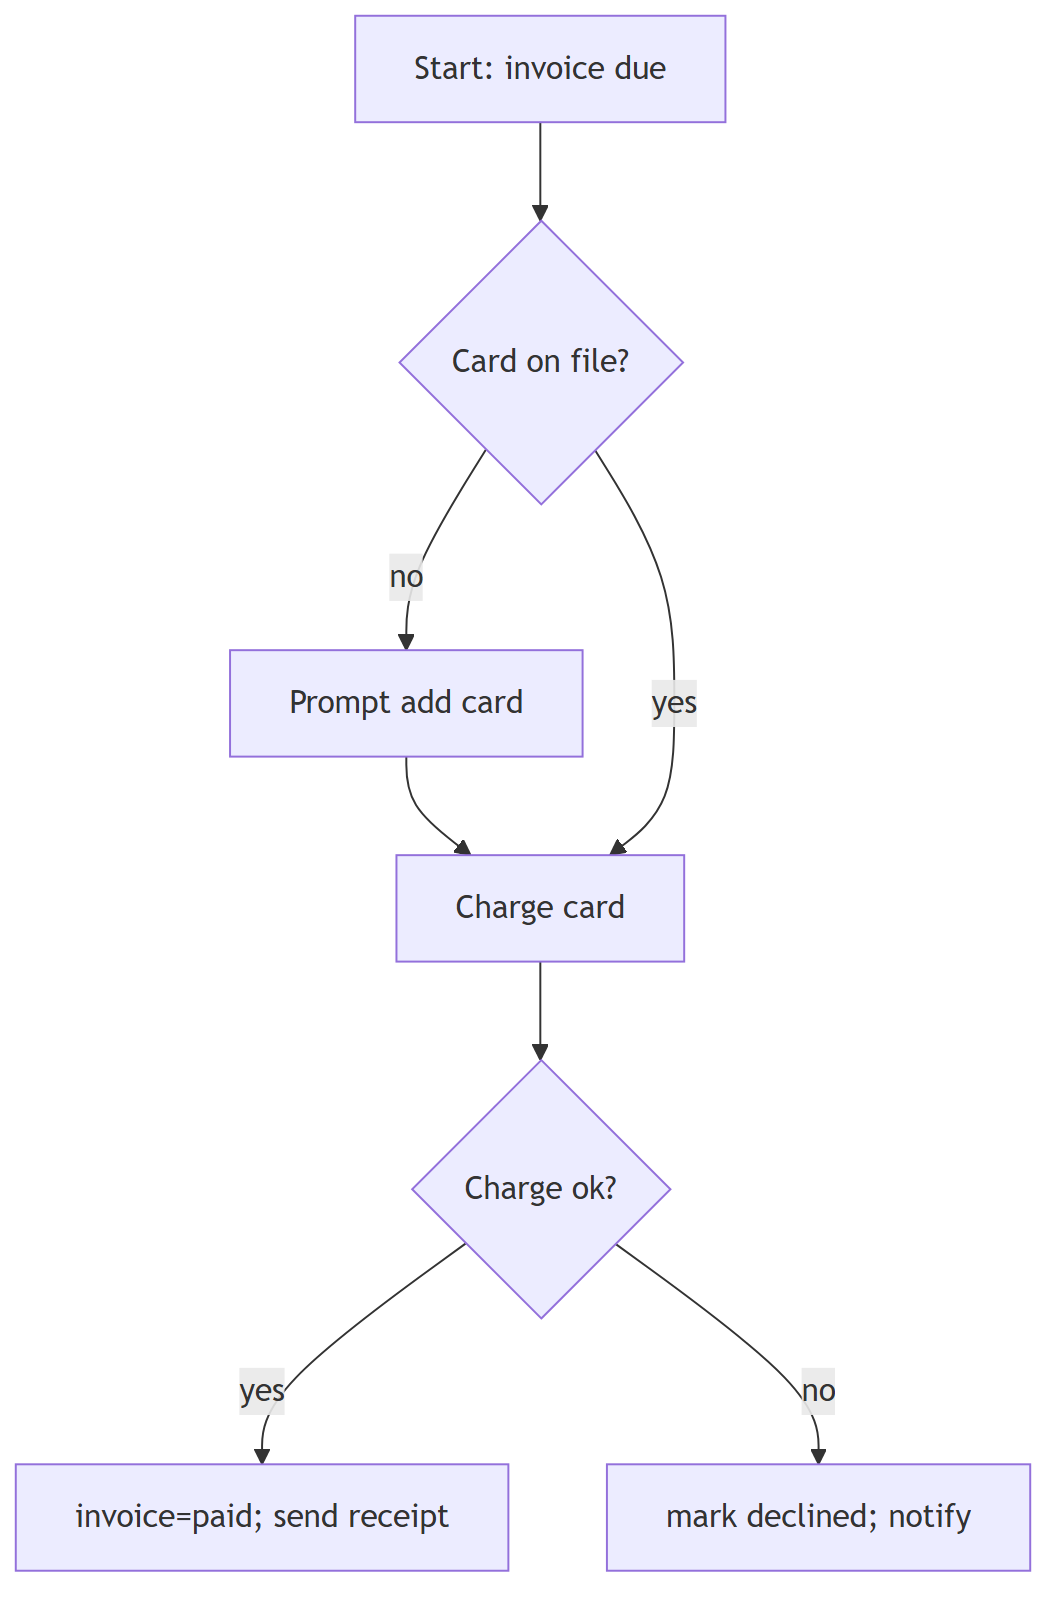 Start: invoice due
Card on file?
no
Prompt add card
yes
Charge card
Charge ok?
yes
no
invoice=paid; send receipt
mark declined; notify